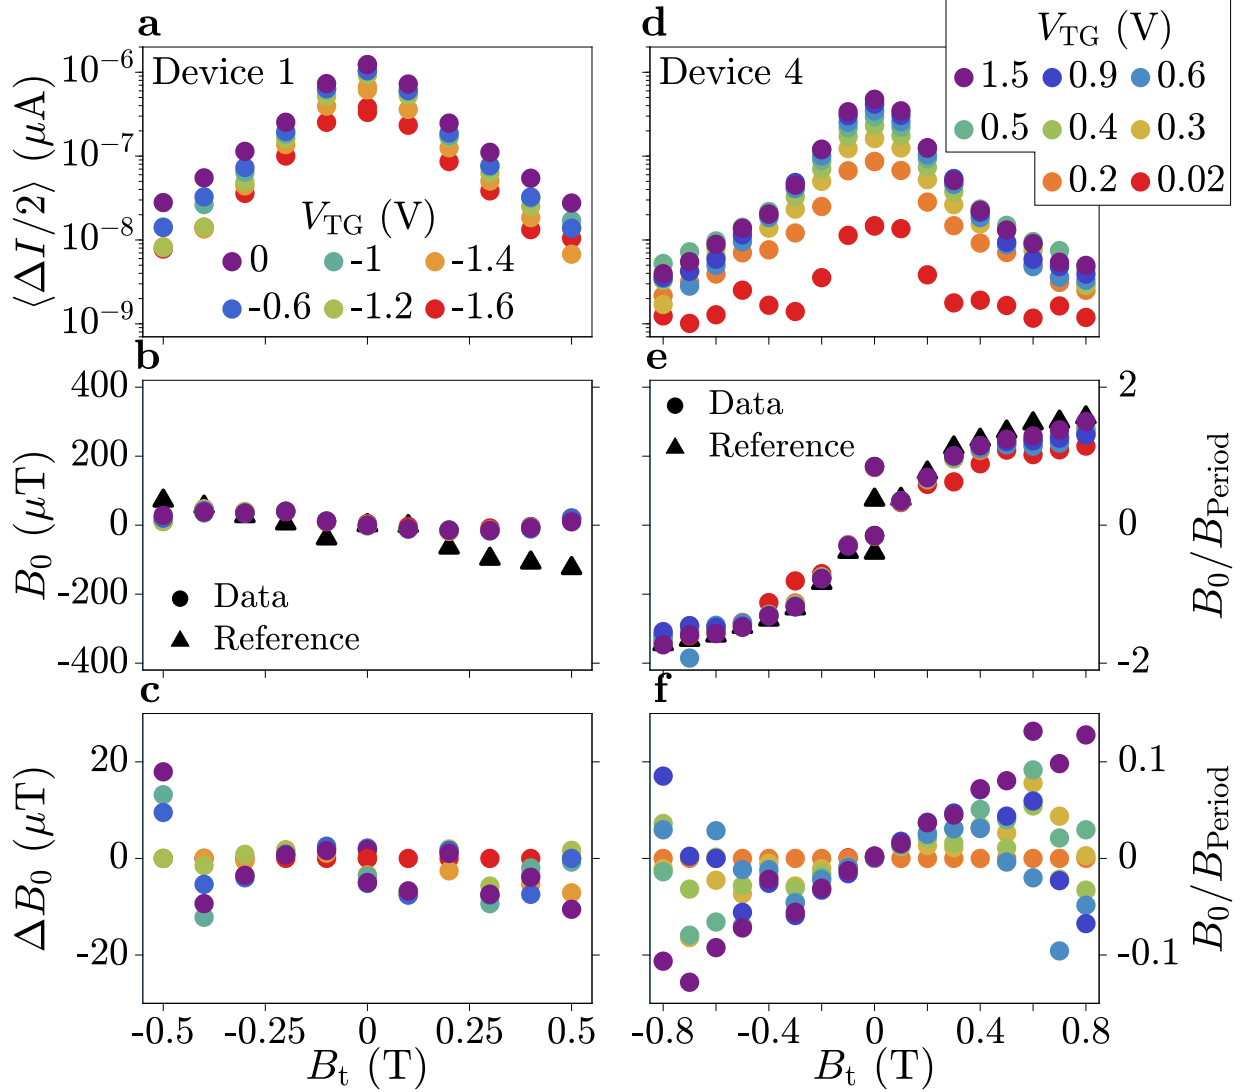 a
Device 1
⟨ΔI/2⟩ (μA)
10⁻⁶
10⁻⁷
10⁻⁸
10⁻⁹
V_TG (V)
0 -1 -1.4
-0.6 -1.2 -1.6
d
Device 4
V_TG (V)
1.5 0.9 0.6
0.5 0.4 0.3
0.2 0.02
b
B₀ (μT)
400
200
0
-200
-400
Data
Reference
e
Data
Reference
2
0
-2
B₀/B_Period
c
ΔB₀ (μT)
20
0
-20
-0.5 -0.25 0 0.25 0.5
B_t (T)
f
0.1
0
-0.1
B₀/B_Period
-0.8 -0.4 0 0.4 0.8
B_t (T)